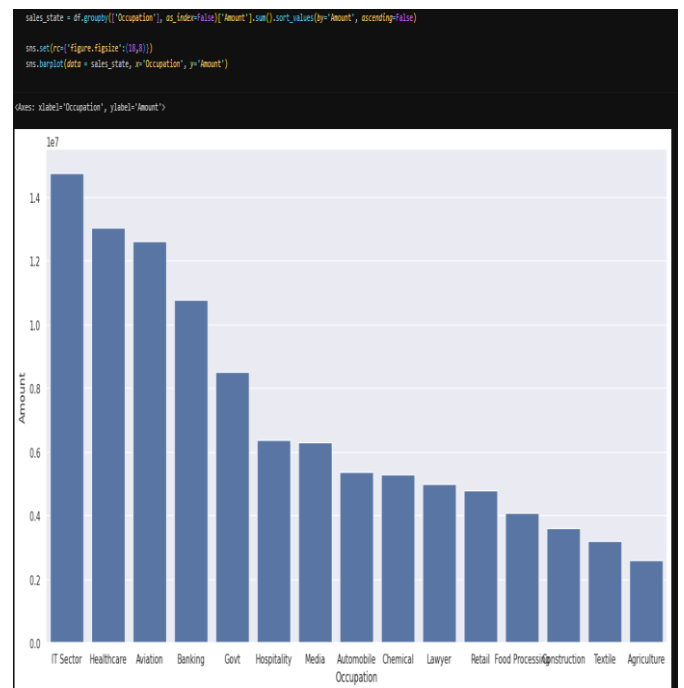 sales_state = df.groupby(['Occupation'], as_index=False)['Amount'].sum().sort_values(by='Amount', ascending=False)
sns.set(rc={'figure.figsize':(18,8)})
sns.barplot(data = sales_state, x='Occupation', y='Amount')
<Axes: xlabel='Occupation', ylabel='Amount'>
1e7
1.4
1.2
1.0
0.8
0.6
0.4
0.2
0.0
Amount
IT Sector Healthcare Aviation Banking Govt Hospitality Media Automobile Chemical Lawyer Retail Food Processing Construction Textile Agriculture
Occupation